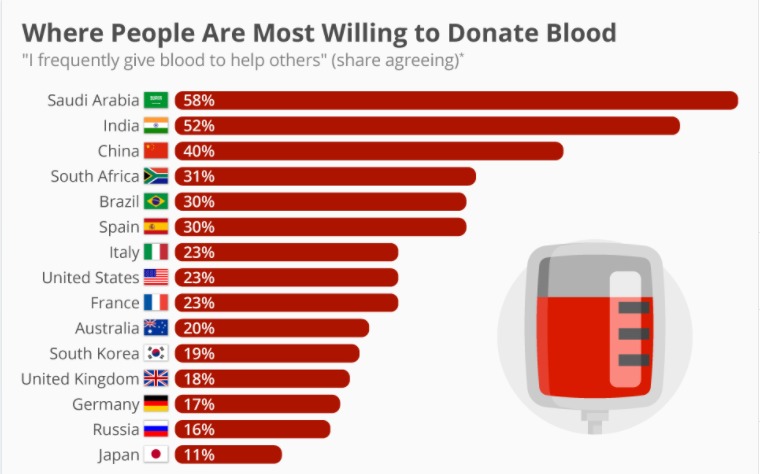 Where People Are Most Willing to Donate Blood
"I frequently give blood to help others" (share agreeing)*
Saudi Arabia 58%
India 52%
China 40%
South Africa 31%
Brazil 30%
Spain 30%
Italy 23%
United States 23%
France 23%
Australia 20%
South Korea 19%
United Kingdom 18%
Germany 17%
Russia 16%
Japan 11%